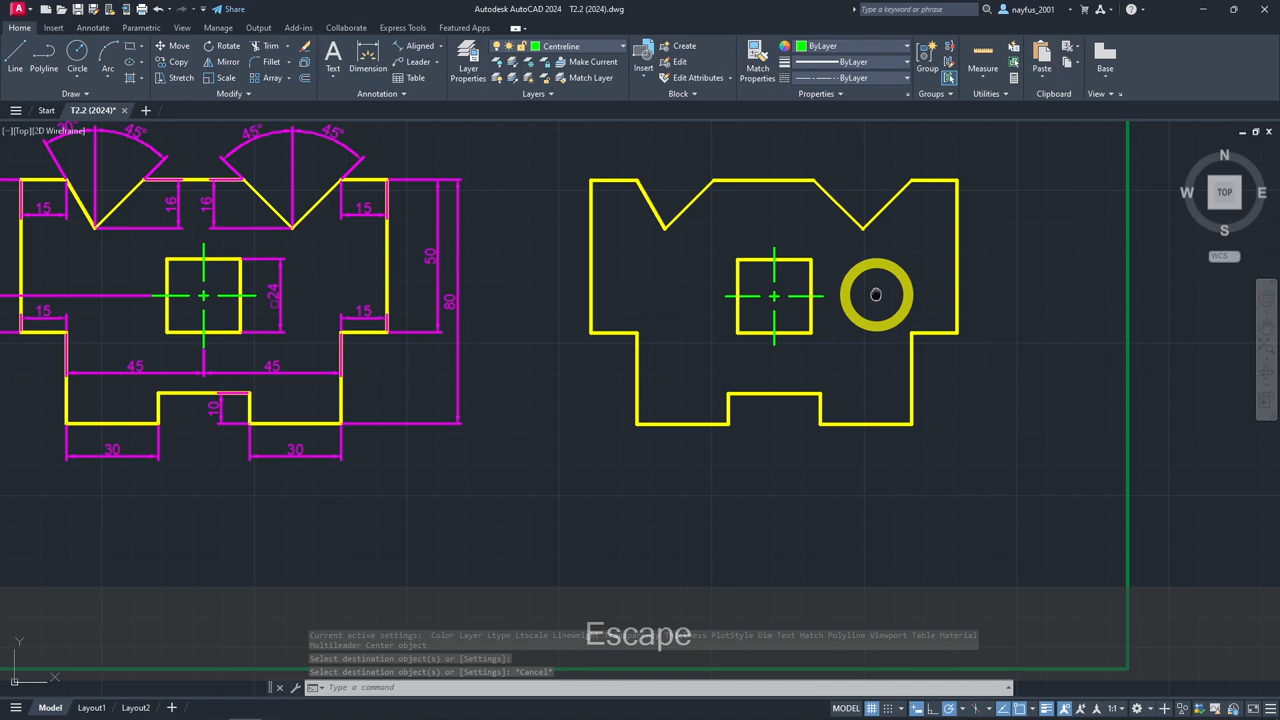 Share
Autodesk AutoCAD 2024 T2.2 (2024).dwg
Type a keyword or phrase
nayfus_2001
Home Insert Annotate Parametric View Manage Output Add-ins Collaborate Express Tools Featured Apps
Line Polyline Circle Arc
Move Rotate Trim
Copy Mirror Fillet
Stretch Scale Array
Text Dimension
Aligned
Leader
Table
Layer Properties
Centreline
Make Current
Match Layer
Insert
Create
Edit
Edit Attributes
Match Properties
ByLayer
ByLayer
ByLayer
Group
Measure
Paste
Base
Draw Modify Annotation Layers Block Properties Groups Utilities Clipboard View
Start T2.2 (2024)*
[−][Top][2D Wireframe]
45° 45° 45°
N
W TOP E
S
WCS
15 16 16 15
50
80
□24
15 15
45 45
10
30 30
Escape
Current active settings: Color Layer Ltype Ltscale Lineweight
PlotStyle Dim Text Hatch Polyline Viewport Table Material
Multileader Center object
Select destination object(s) or [Settings]:
Select destination object(s) or [Settings]: *Cancel*
Type a command
Y
X
Model Layout1 Layout2
MODEL 1:1